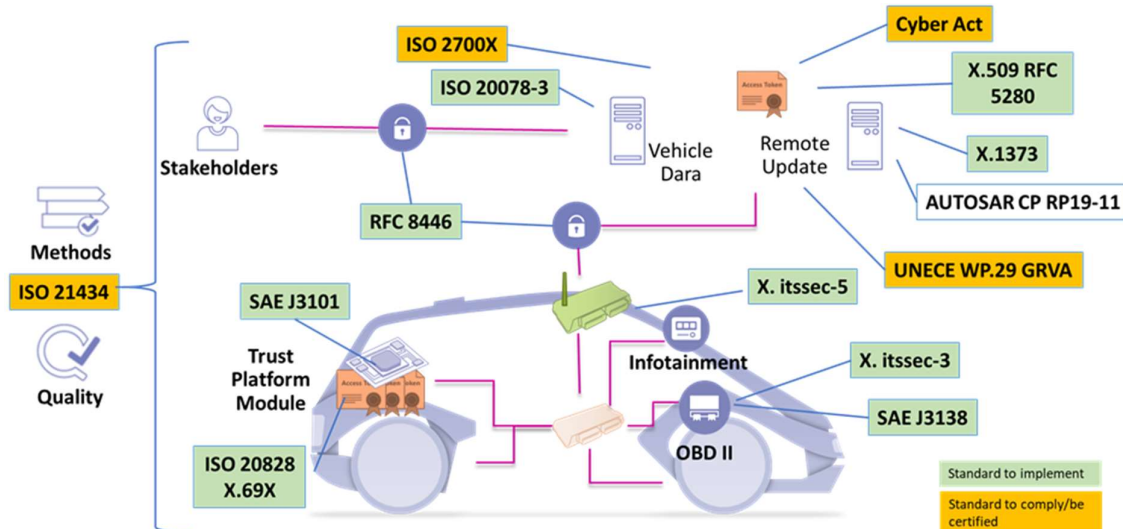 Cyber Act
ISO 2700X
X.509 RFC
5280
ISO 20078-3
Access Token
Stakeholders
Vehicle
Dara
Remote
Update
X.1373
AUTOSAR CP RP19-11
RFC 8446
Methods
ISO 21434
Quality
UNECE WP.29 GRVA
X. itssec-5
SAE J3101
Trust
Platform
Module
Infotainment
X. itssec-3
SAE J3138
OBD II
ISO 20828
X.69X
Standard to implement
Standard to comply/be
certified